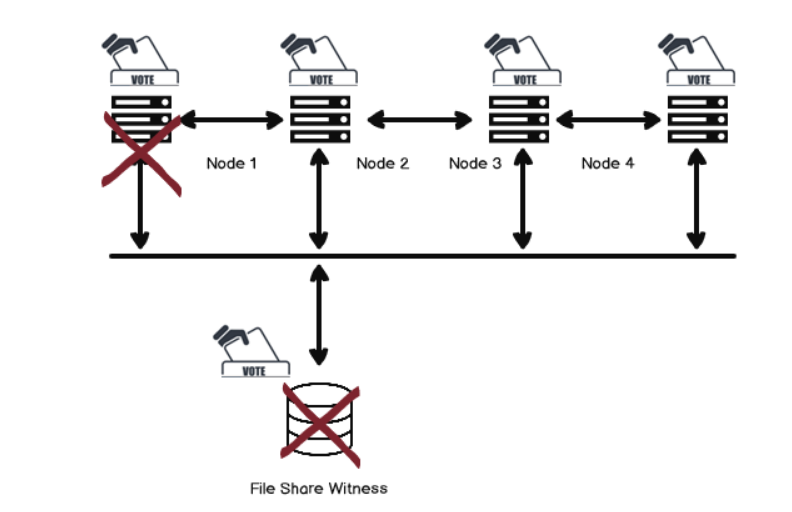 VOTE VOTE VOTE VOTE
Node 1 Node 2 Node 3 Node 4
VOTE
File Share Witness